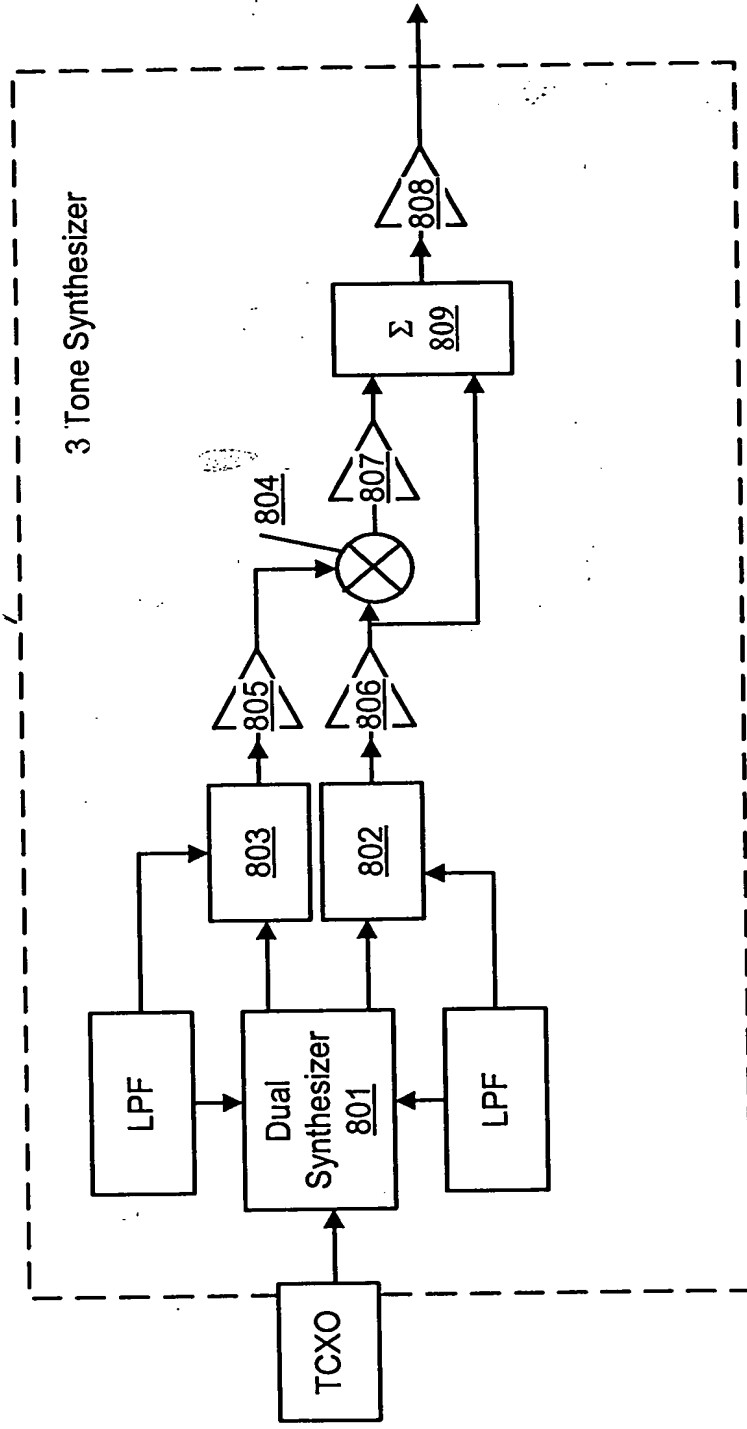 3 Tone Synthesizer
TCXO
LPF
Dual
Synthesizer
801
LPF
803
802
805
806
804
807
Σ
809
808